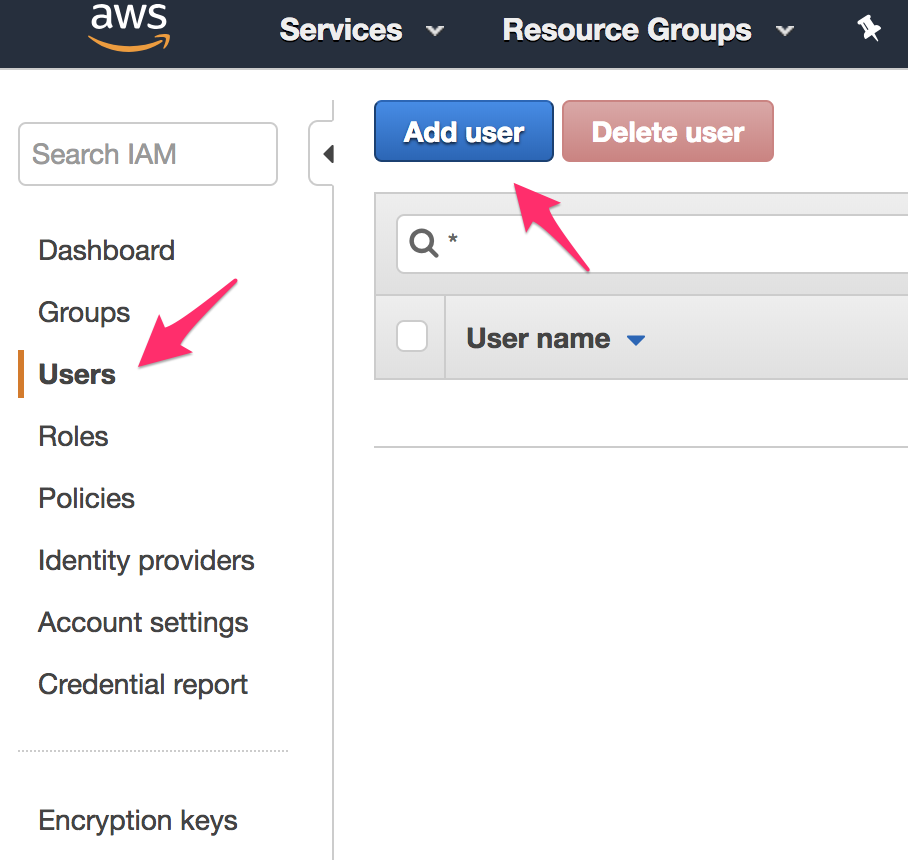 aws
Services
Resource Groups
Search IAM
Add user
Delete user
*
User name
Dashboard
Groups
Users
Roles
Policies
Identity providers
Account settings
Credential report
Encryption keys